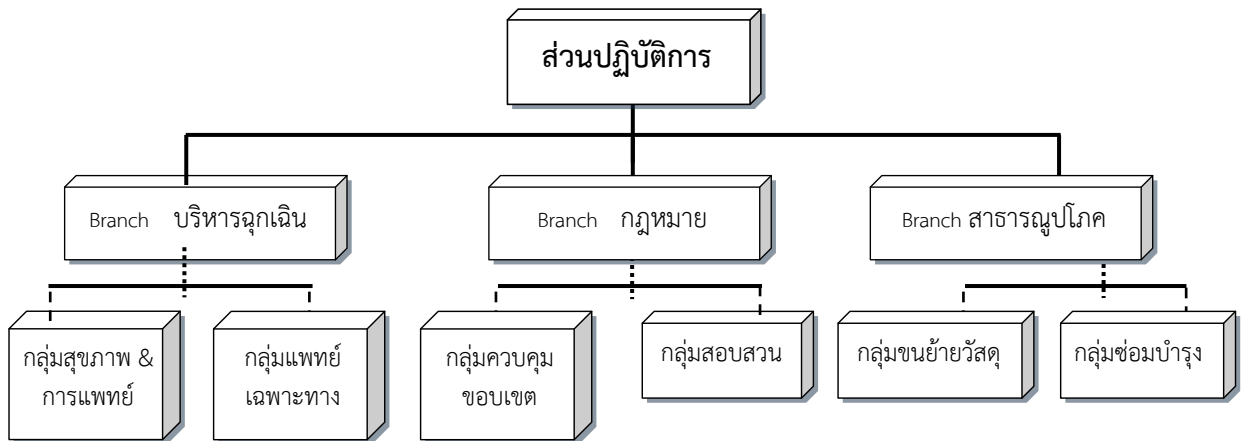 ส่วนปฏิบัติการ
Branch บริหารฉุกเฉิน
Branch กฎหมาย
Branch สาธารณูปโภค
กลุ่มสุขภาพ &
การแพทย์
กลุ่มแพทย์
เฉพาะทาง
กลุ่มควบคุม
ขอบเขต
กลุ่มสอบสวน
กลุ่มขนย้ายวัสดุ
กลุ่มซ่อมบำรุง